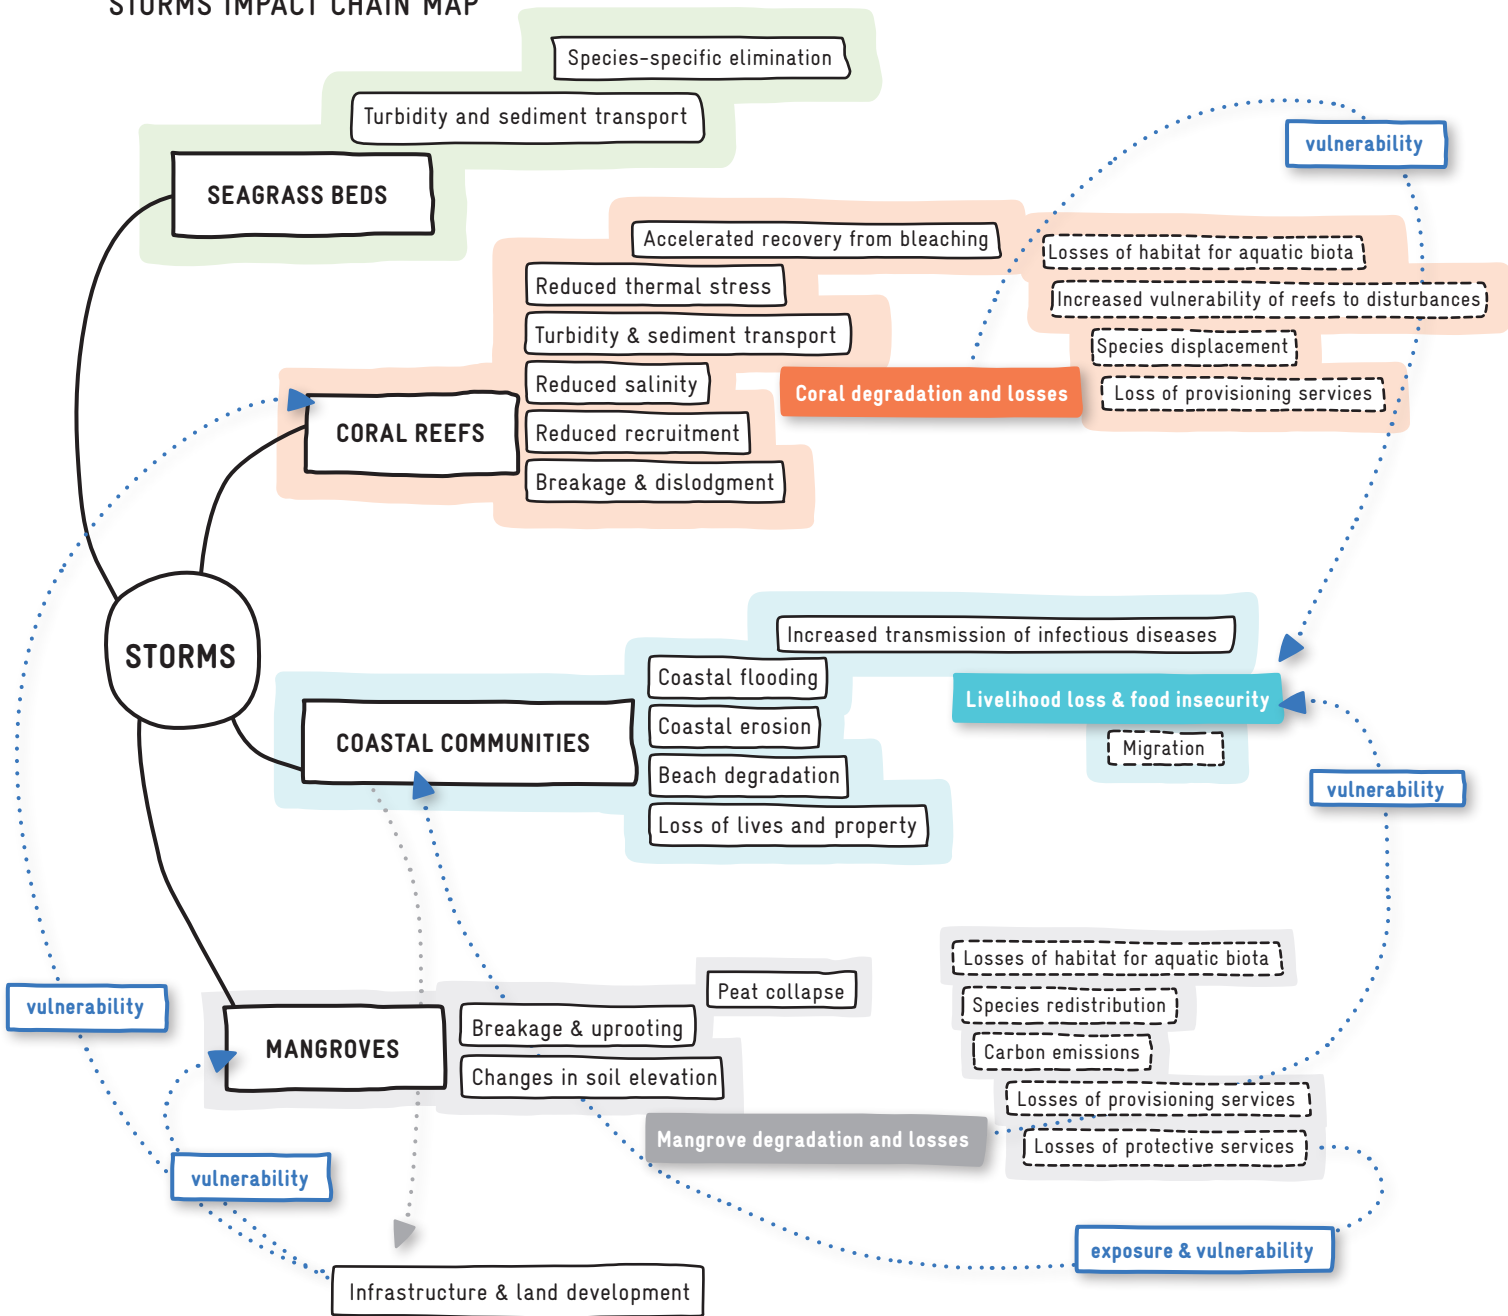 STORMS IMPACT CHAIN MAP
Species-specific elimination
Turbidity and sediment transport
vulnerability
SEAGRASS BEDS
Accelerated recovery from bleaching
Losses of habitat for aquatic biota
Reduced thermal stress
Increased vulnerability of reefs to disturbances
Turbidity & sediment transport
Species displacement
Reduced salinity
Coral degradation and losses
Loss of provisioning services
CORAL REEFS
Reduced recruitment
Breakage & dislodgment
Increased transmission of infectious diseases
STORMS
Coastal flooding
Livelihood loss & food insecurity
Coastal erosion
COASTAL COMMUNITIES
Migration
Beach degradation
vulnerability
Loss of lives and property
Losses of habitat for aquatic biota
Peat collapse
vulnerability
Species redistribution
Breakage & uprooting
MANGROVES
Carbon emissions
Changes in soil elevation
Losses of provisioning services
Mangrove degradation and losses
Losses of protective services
vulnerability
exposure & vulnerability
Infrastructure & land development